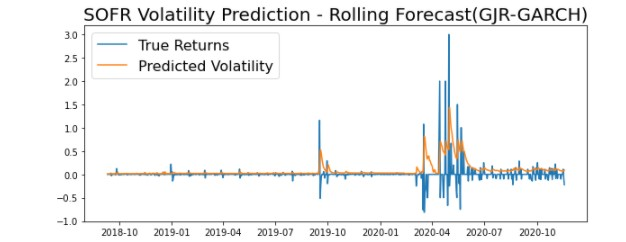 SOFR Volatility Prediction - Rolling Forecast(GJR-GARCH)
3.0
True Returns
Predicted Volatility
2.5
2.0
1.5
1.0
0.5
0.0
−0.5
−1.0
2018-10 2019-01 2019-04 2019-07 2019-10 2020-01 2020-04 2020-07 2020-10